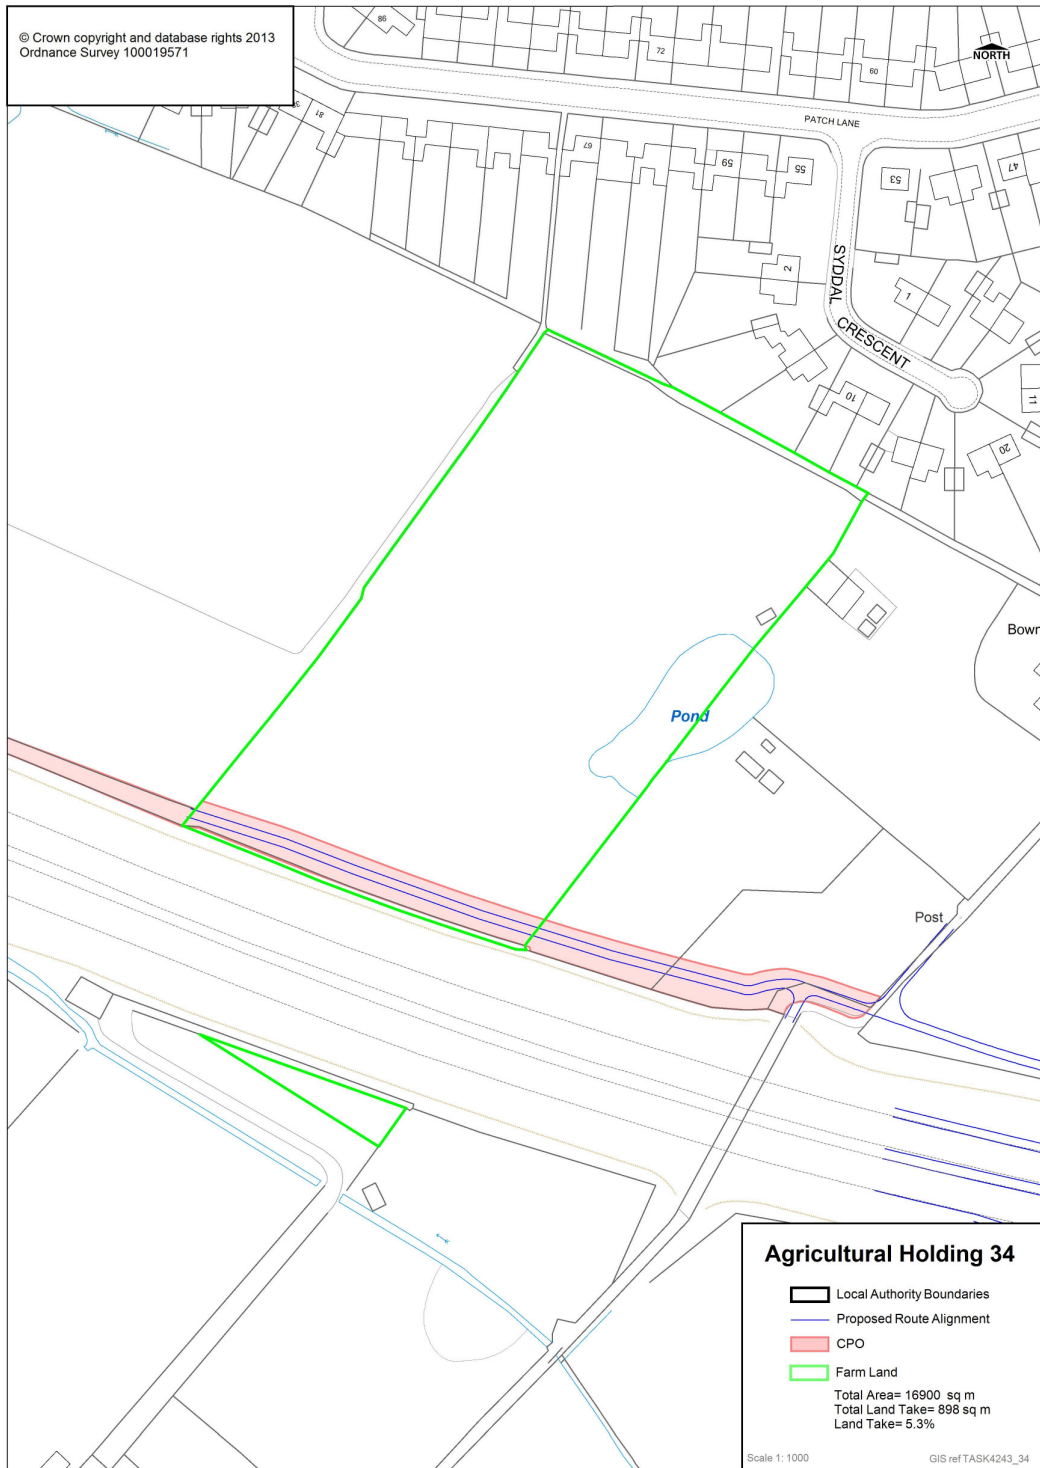 © Crown copyright and database rights 2013
Ordnance Survey 100019571
NORTH
86
72
60
PATCH LANE
81
67
59
55
53
47
SYDDAL
CRESCENT
2
1
10
11
20
Bown
Pond
Post
Agricultural Holding 34
Local Authority Boundaries
Proposed Route Alignment
CPO
Farm Land
Total Area= 16900 sq m
Total Land Take= 898 sq m
Land Take= 5.3%
Scale 1: 1000
GIS ref TASK4243_34